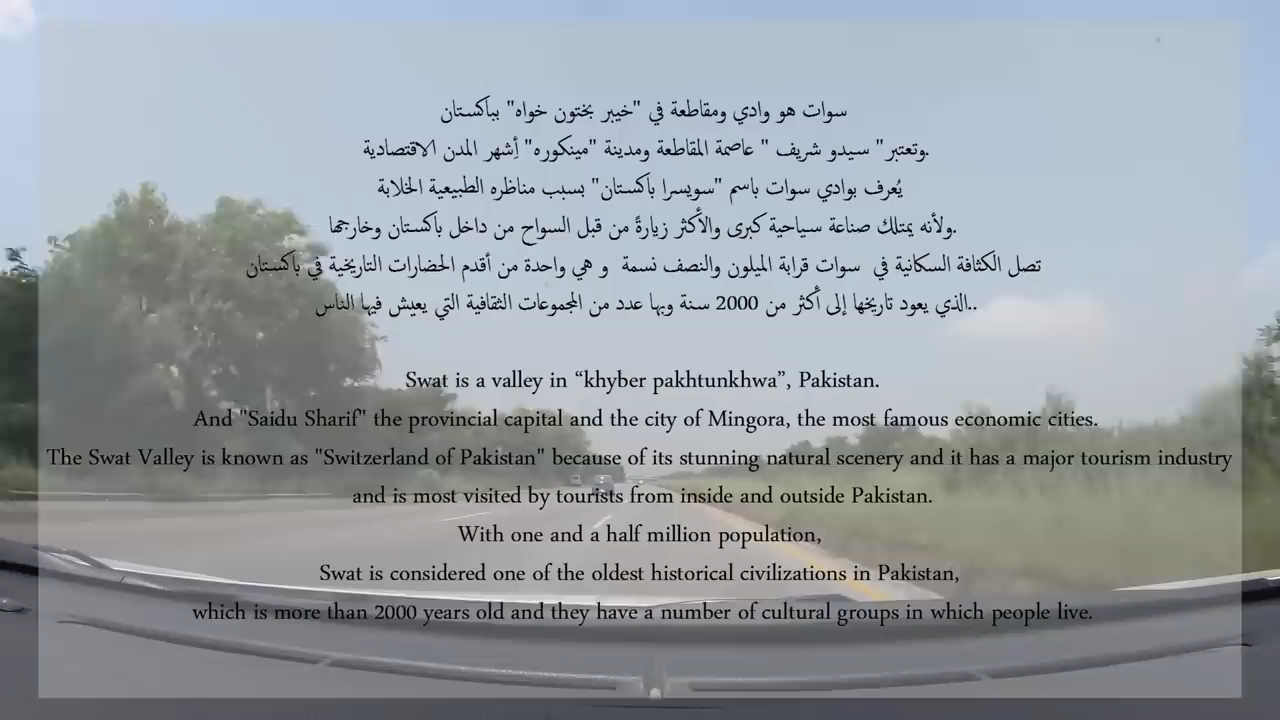 سوات هو وادي ومقاطعة في "خيبر بختون خواه" بباكستان
وتعتبر" سيدو شريف " عاصمة المقاطعة ومدينة "مينكوره" أِشهر المدن الاقتصادية.
يُعرف بوادي سوات باسم "سويسرا باكستان" بسبب مناظره الطبيعية الخلابة
ولأنه يمتلك صناعة سياحية كبرى والأكثر زيارةً من قبل السواح من داخل باكستان وخارجها.
تصل الكثافة السكانية في سوات قرابة الميلون والنصف نسمة و هي واحدة من أقدم الحضارات التاريخية في باكستان
الذي يعود تاريخها إلى أكثر من 2000 سنة وبها عدد من المجموعات الثقافية التي يعيش فيها الناس..
Swat is a valley in “khyber pakhtunkhwa”, Pakistan.
And "Saidu Sharif" the provincial capital and the city of Mingora, the most famous economic cities.
The Swat Valley is known as "Switzerland of Pakistan" because of its stunning natural scenery and it has a major tourism industry
and is most visited by tourists from inside and outside Pakistan.
With one and a half million population,
Swat is considered one of the oldest historical civilizations in Pakistan,
which is more than 2000 years old and they have a number of cultural groups in which people live.